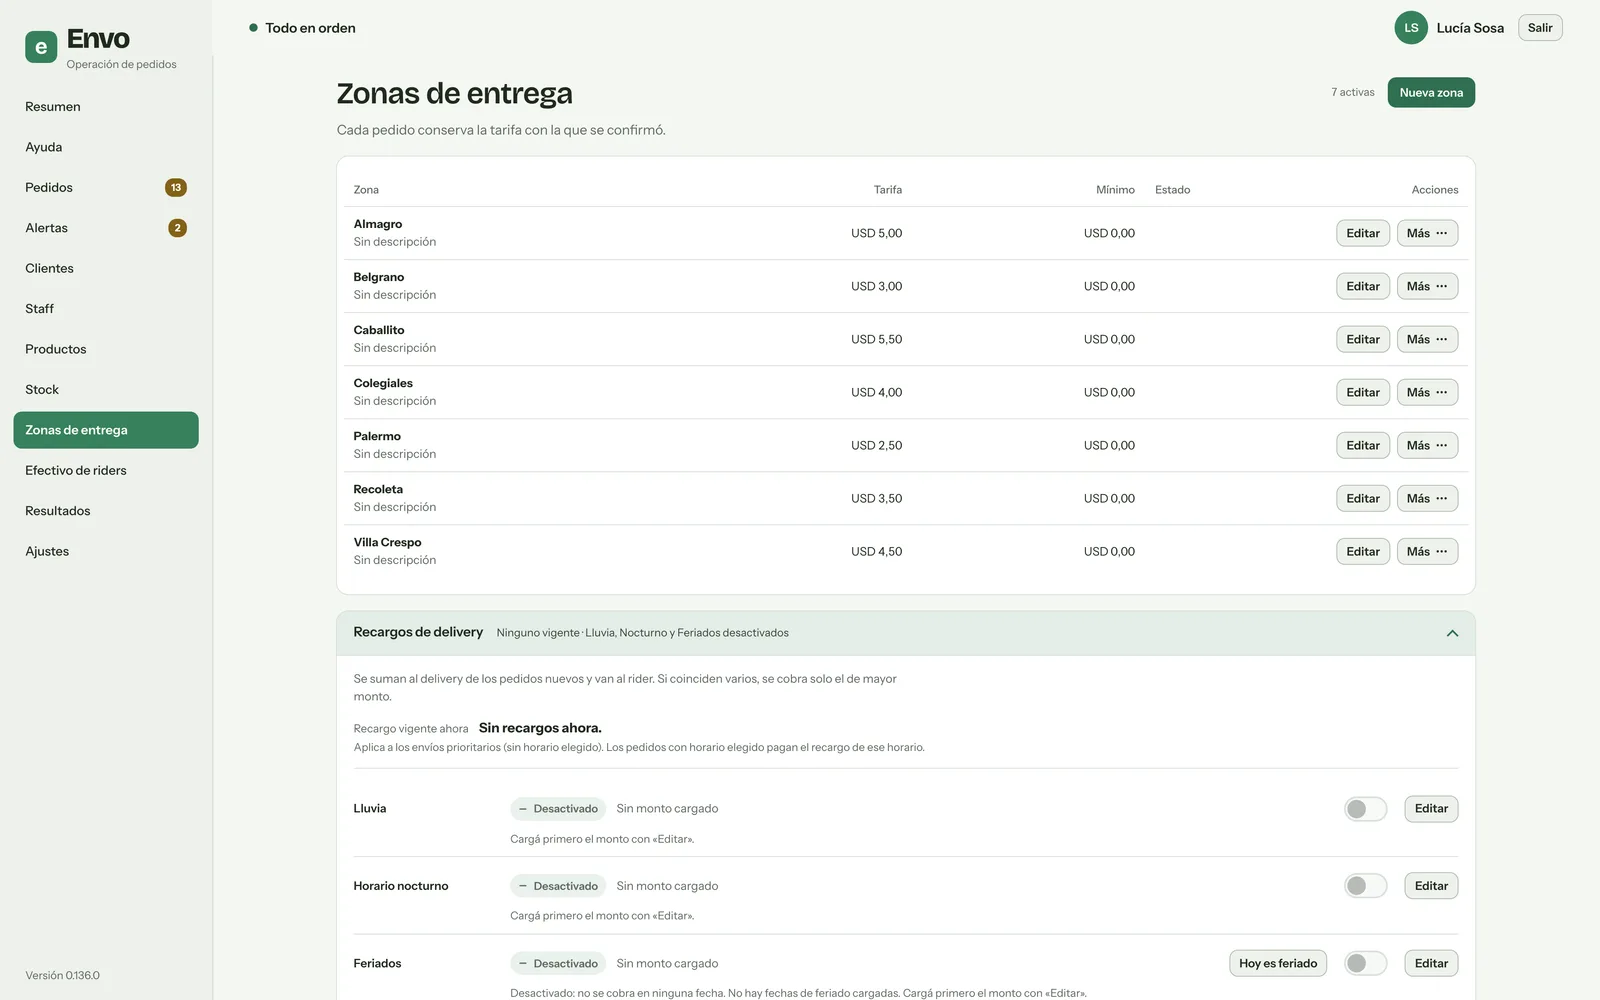 e Envo
Operación de pedidos
Resumen
Ayuda
Pedidos 13
Alertas 2
Clientes
Staff
Productos
Stock
Zonas de entrega
Efectivo de riders
Resultados
Ajustes
Versión 0.136.0
Todo en orden
LS Lucía Sosa Salir
Zonas de entrega
7 activas Nueva zona
Cada pedido conserva la tarifa con la que se confirmó.
Zona Tarifa Mínimo Estado Acciones
Almagro
Sin descripción
USD 5,00 USD 0,00 Editar Más ···
Belgrano
Sin descripción
USD 3,00 USD 0,00 Editar Más ···
Caballito
Sin descripción
USD 5,50 USD 0,00 Editar Más ···
Colegiales
Sin descripción
USD 4,00 USD 0,00 Editar Más ···
Palermo
Sin descripción
USD 2,50 USD 0,00 Editar Más ···
Recoleta
Sin descripción
USD 3,50 USD 0,00 Editar Más ···
Villa Crespo
Sin descripción
USD 4,50 USD 0,00 Editar Más ···
Recargos de delivery Ninguno vigente · Lluvia, Nocturno y Feriados desactivados
Se suman al delivery de los pedidos nuevos y van al rider. Si coinciden varios, se cobra solo el de mayor
monto.
Recargo vigente ahora Sin recargos ahora.
Aplica a los envíos prioritarios (sin horario elegido). Los pedidos con horario elegido pagan el recargo de ese horario.
Lluvia – Desactivado Sin monto cargado Editar
Cargá primero el monto con «Editar».
Horario nocturno – Desactivado Sin monto cargado Editar
Cargá primero el monto con «Editar».
Feriados – Desactivado Sin monto cargado Hoy es feriado Editar
Desactivado: no se cobra en ninguna fecha. No hay fechas de feriado cargadas. Cargá primero el monto con «Editar».